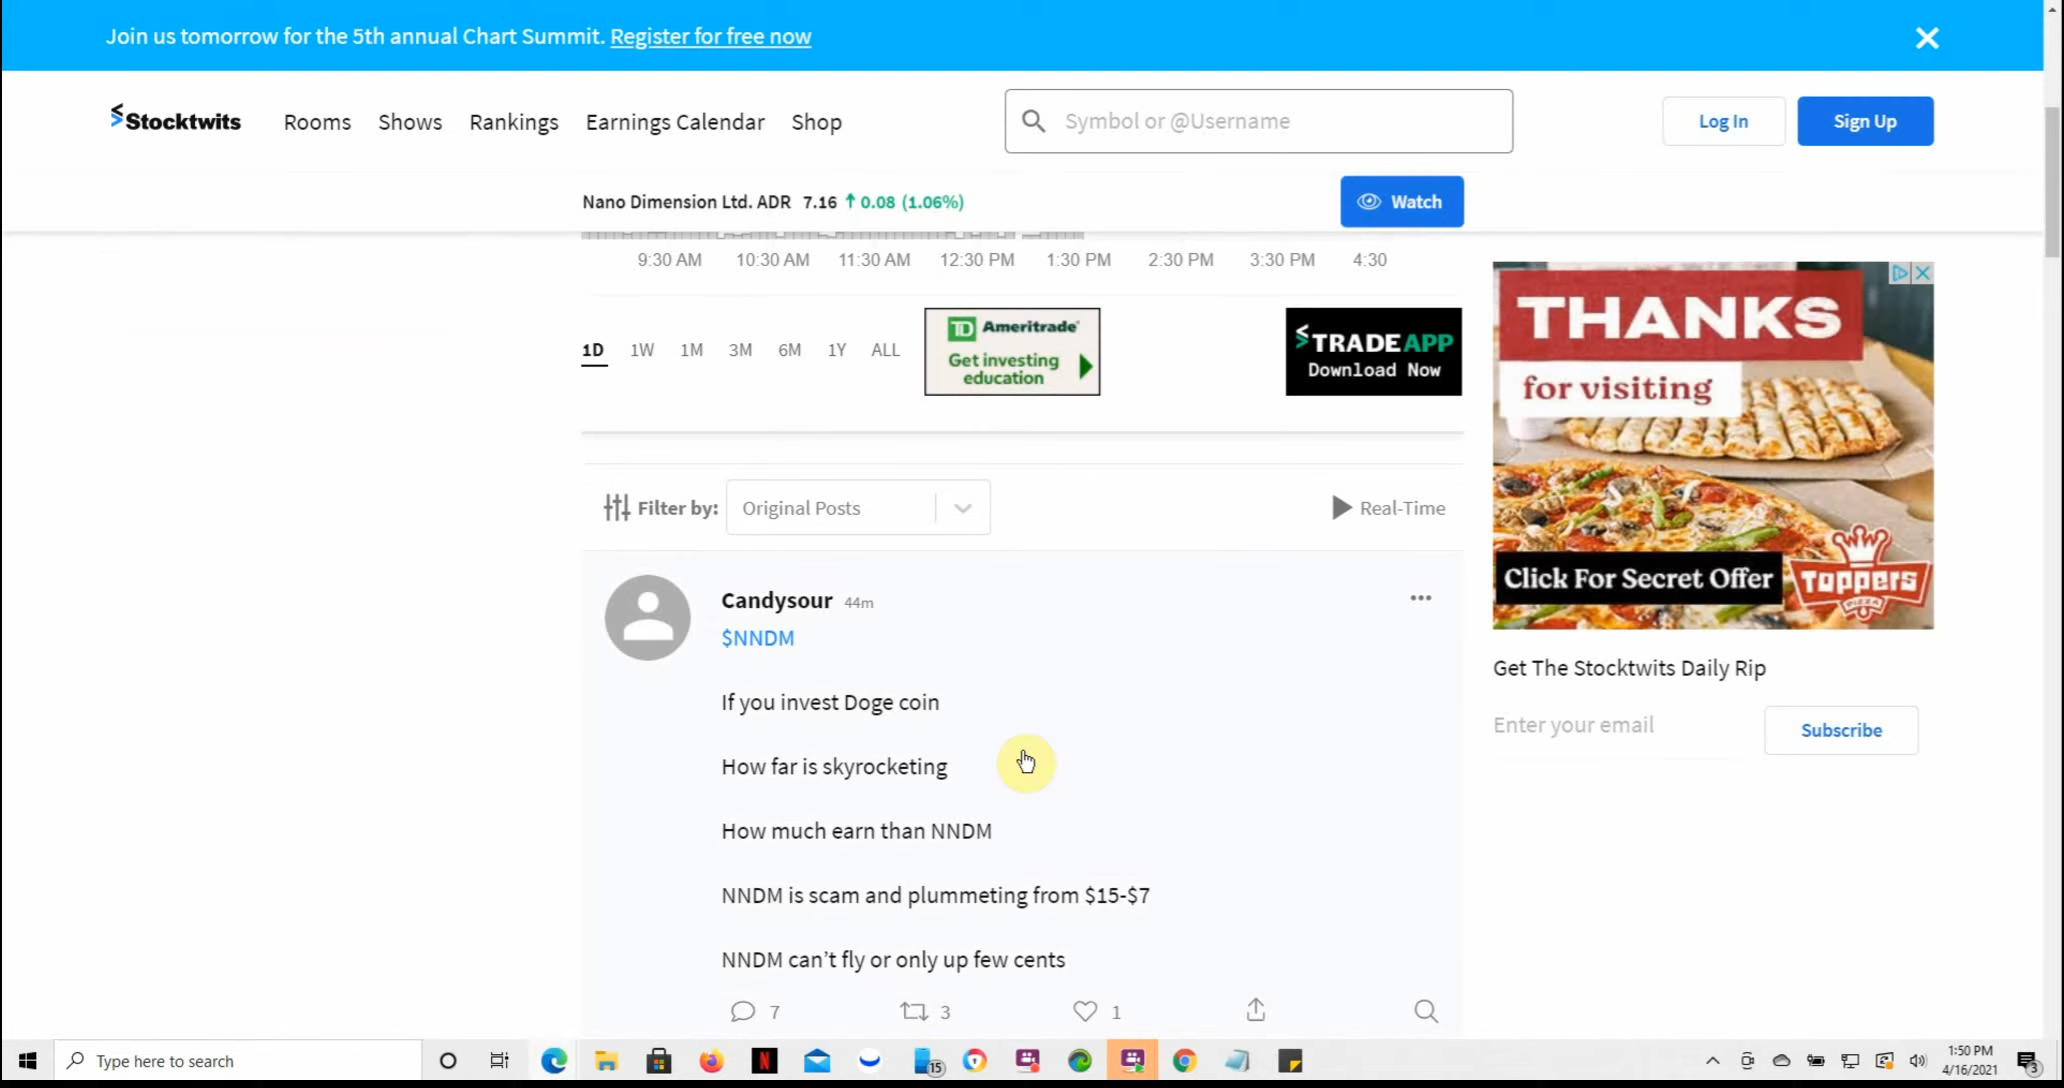 Join us tomorrow for the 5th annual Chart Summit. Register for free now
Stocktwits Rooms Shows Rankings Earnings Calendar Shop Symbol or @Username Log In Sign Up
Nano Dimension Ltd. ADR 7.16 ↑ 0.08 (1.06%) Watch
9:30 AM 10:30 AM 11:30 AM 12:30 PM 1:30 PM 2:30 PM 3:30 PM 4:30
1D 1W 1M 3M 6M 1Y ALL
TD Ameritrade
Get investing
education
TRADEAPP
Download Now
THANKS
for visiting
Click For Secret Offer
TOPPERS
PIZZA
Filter by: Original Posts Real-Time
Candysour 44m
$NNDM
If you invest Doge coin
How far is skyrocketing
How much earn than NNDM
NNDM is scam and plummeting from $15-$7
NNDM can’t fly or only up few cents
7 3 1
Get The Stocktwits Daily Rip
Enter your email Subscribe
Type here to search
15
1:50 PM
4/16/2021
3